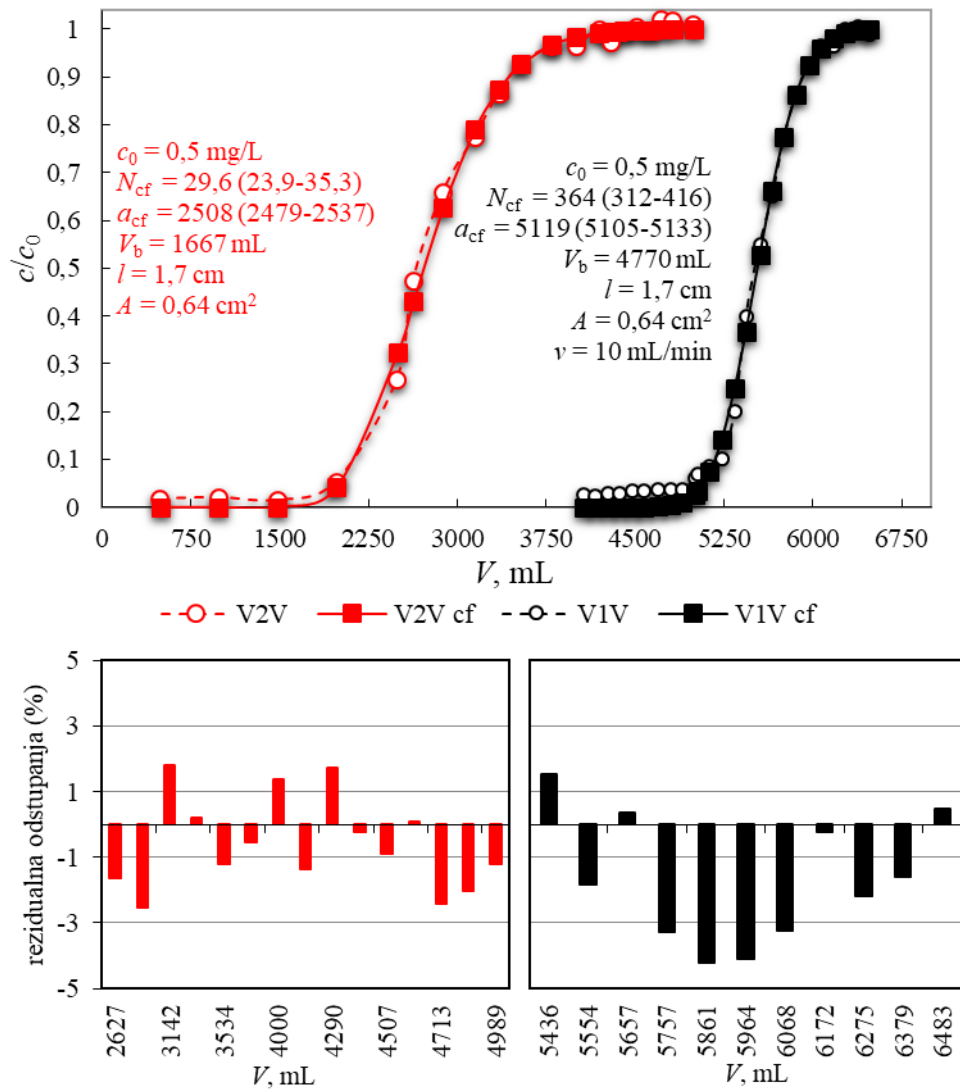 1
0,9
0,8
0,7
0,6
0,5
0,4
0,3
0,2
0,1
0
c/c0
c0 = 0,5 mg/L
Ncf = 29,6 (23,9-35,3)
acf = 2508 (2479-2537)
Vb = 1667 mL
l = 1,7 cm
A = 0,64 cm2
c0 = 0,5 mg/L
Ncf = 364 (312-416)
acf = 5119 (5105-5133)
Vb = 4770 mL
l = 1,7 cm
A = 0,64 cm2
v = 10 mL/min
0 750 1500 2250 3000 3750 4500 5250 6000 6750
V, mL
V2V V2V cf V1V V1V cf
rezidualna odstupanja (%)
5
3
1
-1
-3
-5
2627 3142 3534 4000 4290 4507 4713 4989
V, mL
5436 5554 5657 5757 5861 5964 6068 6172 6275 6379 6483
V, mL